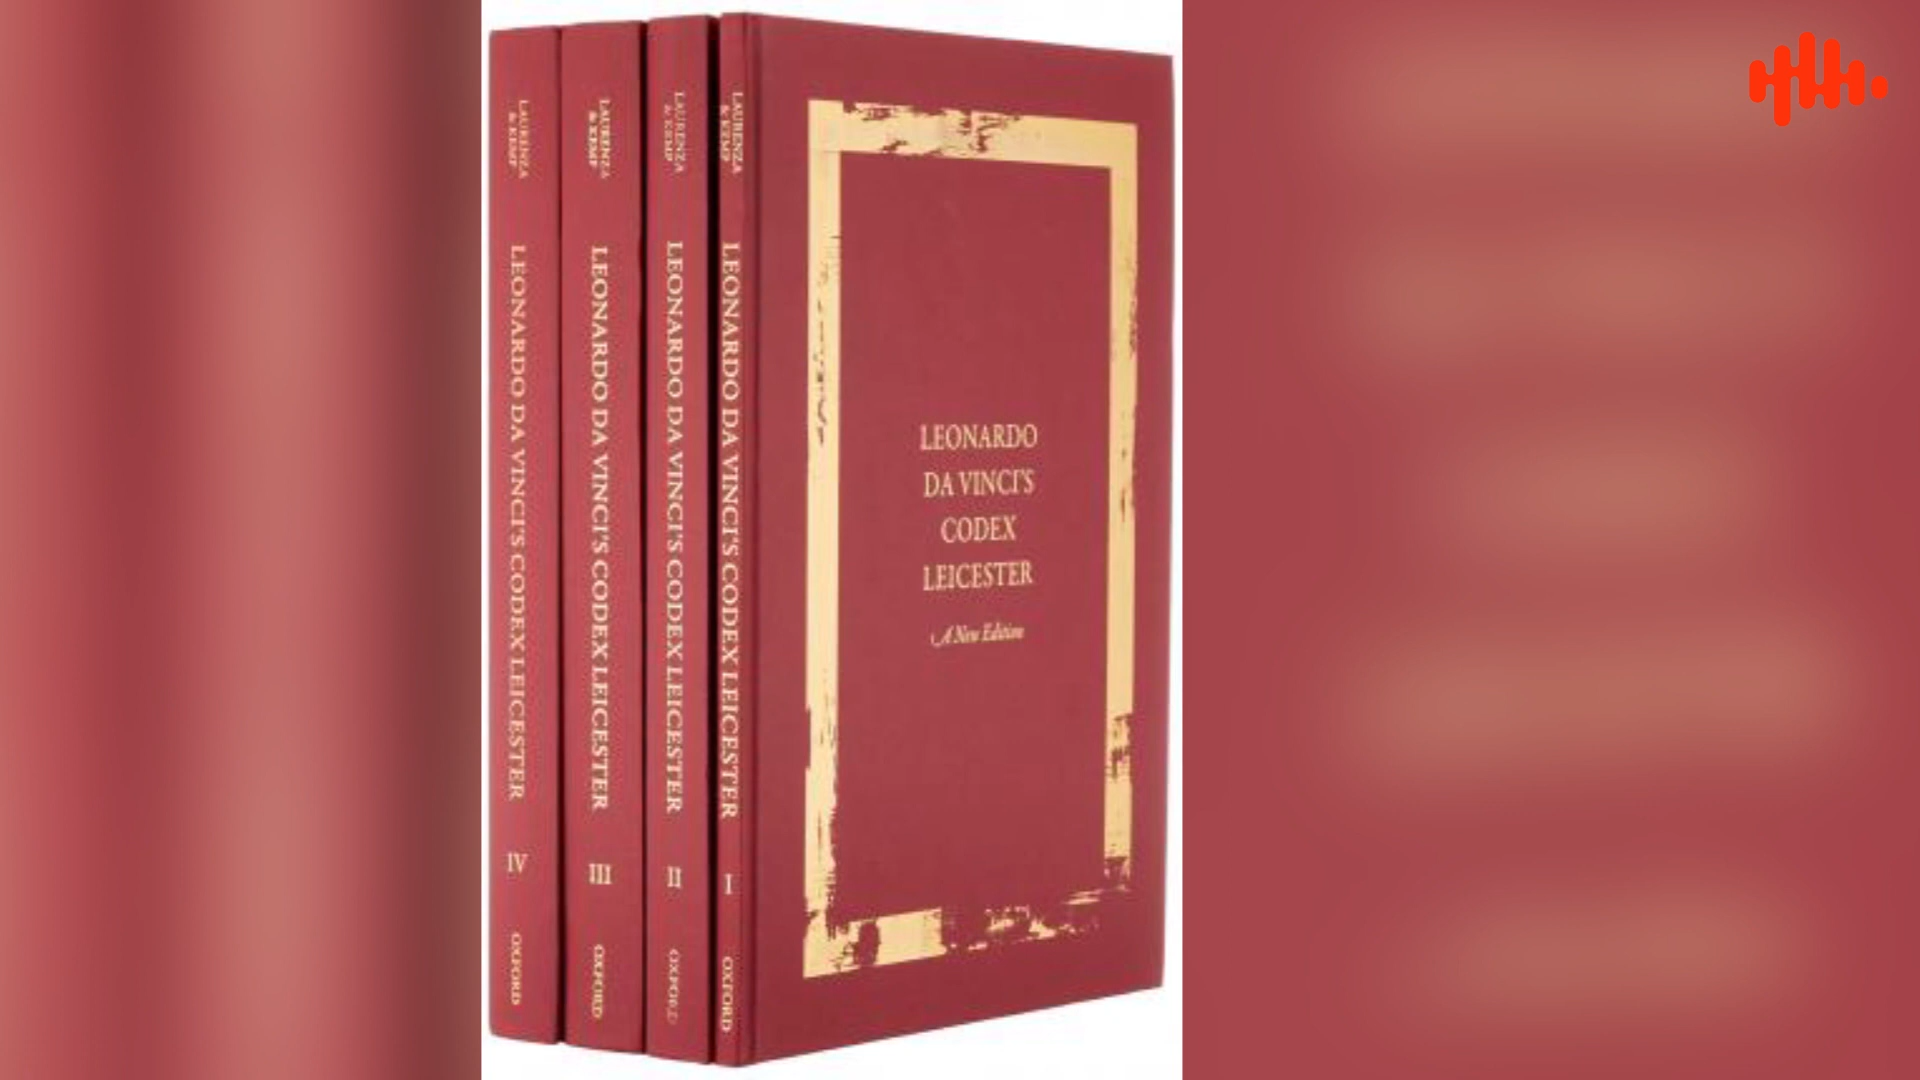 LAURENZA
& KEMP
LEONARDO DA VINCI'S CODEX LEICESTER
IV
OXFORD
LAURENZA
& KEMP
LEONARDO DA VINCI'S CODEX LEICESTER
III
OXFORD
LAURENZA
& KEMP
LEONARDO DA VINCI'S CODEX LEICESTER
II
OXFORD
LAURENZA
& KEMP
LEONARDO DA VINCI'S CODEX LEICESTER
I
OXFORD
LEONARDO
DA VINCI'S
CODEX
LEICESTER
A New Edition